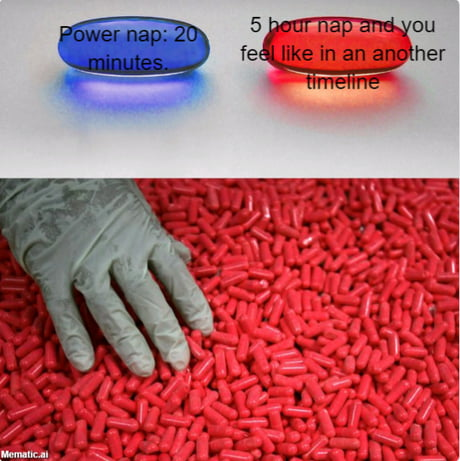 Power nap: 20
minutes.
5 hour nap and you
feel like in an another
timeline
Mematic.ai